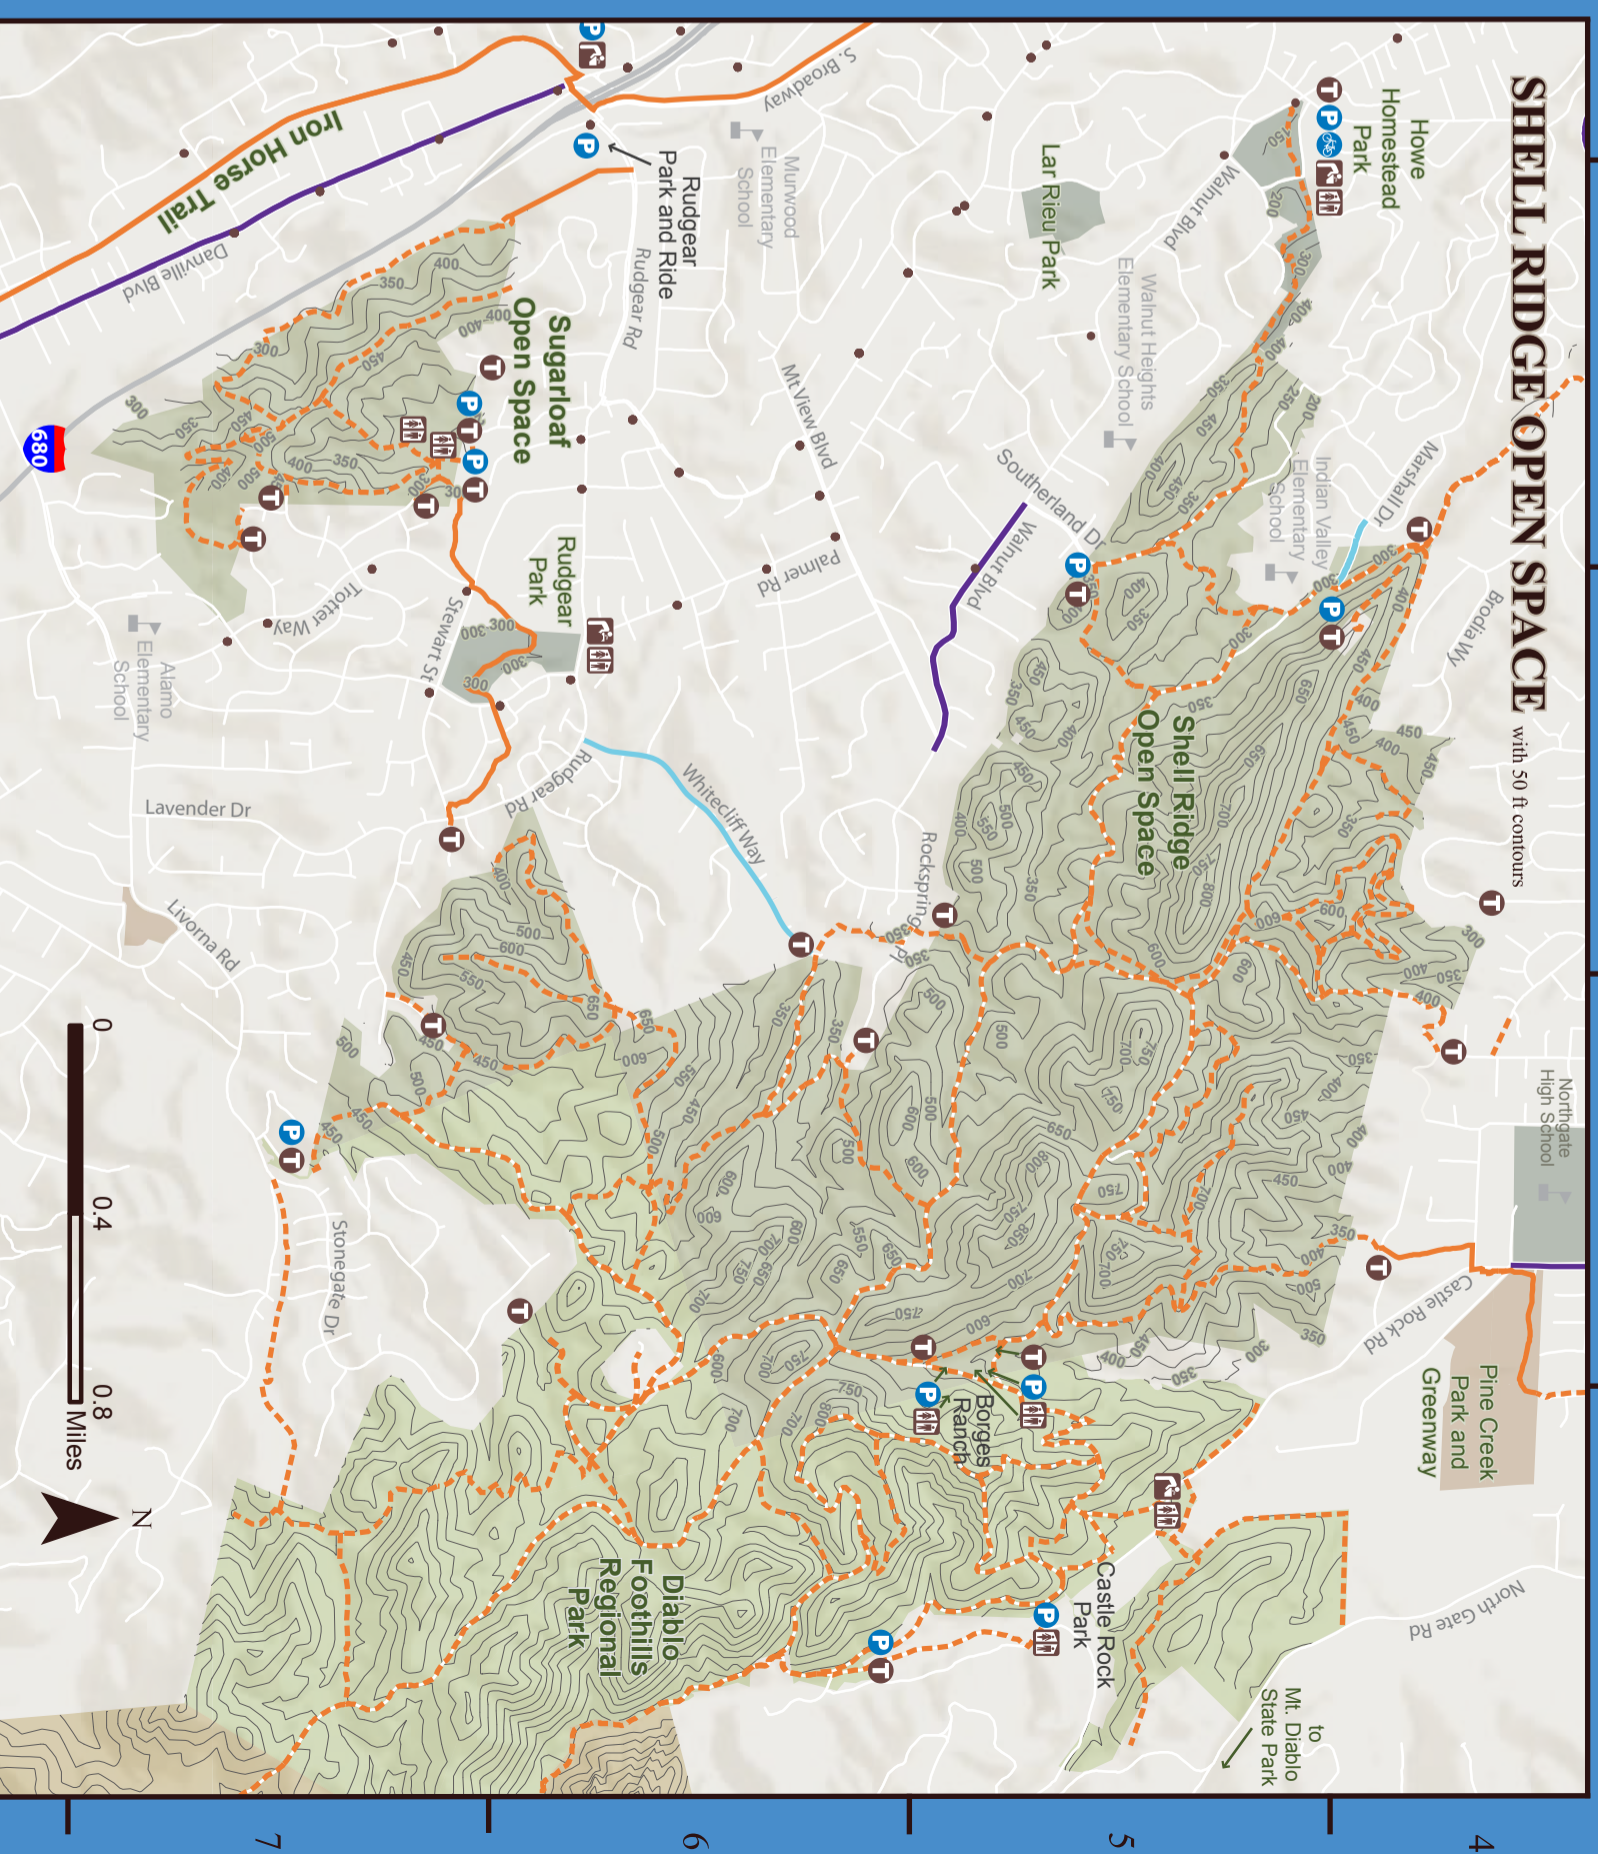 SHELL RIDGE OPEN SPACE with 50 ft contours
Howe
Homestead
Park
Lar Rieu Park
Walnut Blvd
Walnut Heights
Elementary School
Indian Valley
Elementary
School
Marshall Dr
Brodia Wy
Southerland Dr
Walnut Blvd
Shell Ridge
Open Space
Northgate
High School
Castle Rock Rd
Pine Creek
Park and
Greenway
North Gate Rd
to
Mt. Diablo
State Park
Castle Rock
Park
Borges
Ranch
S. Broadway
Murwood
Elementary
School
Rudgear
Park and Ride
Rudgear Rd
Mt View Blvd
Palmer Rd
Rockspring Pl
Whitecliff Way
Iron Horse Trail
Danville Blvd
Sugarloaf
Open Space
Rudgear
Park
Rudgear Rd
Stewart St
Trotter Way
Alamo
Elementary
School
Lavender Dr
Livorna Rd
Stonegate Dr
Diablo
Foothills
Regional
Park
680
0 0.4 0.8 Miles
N
4
5
6
7